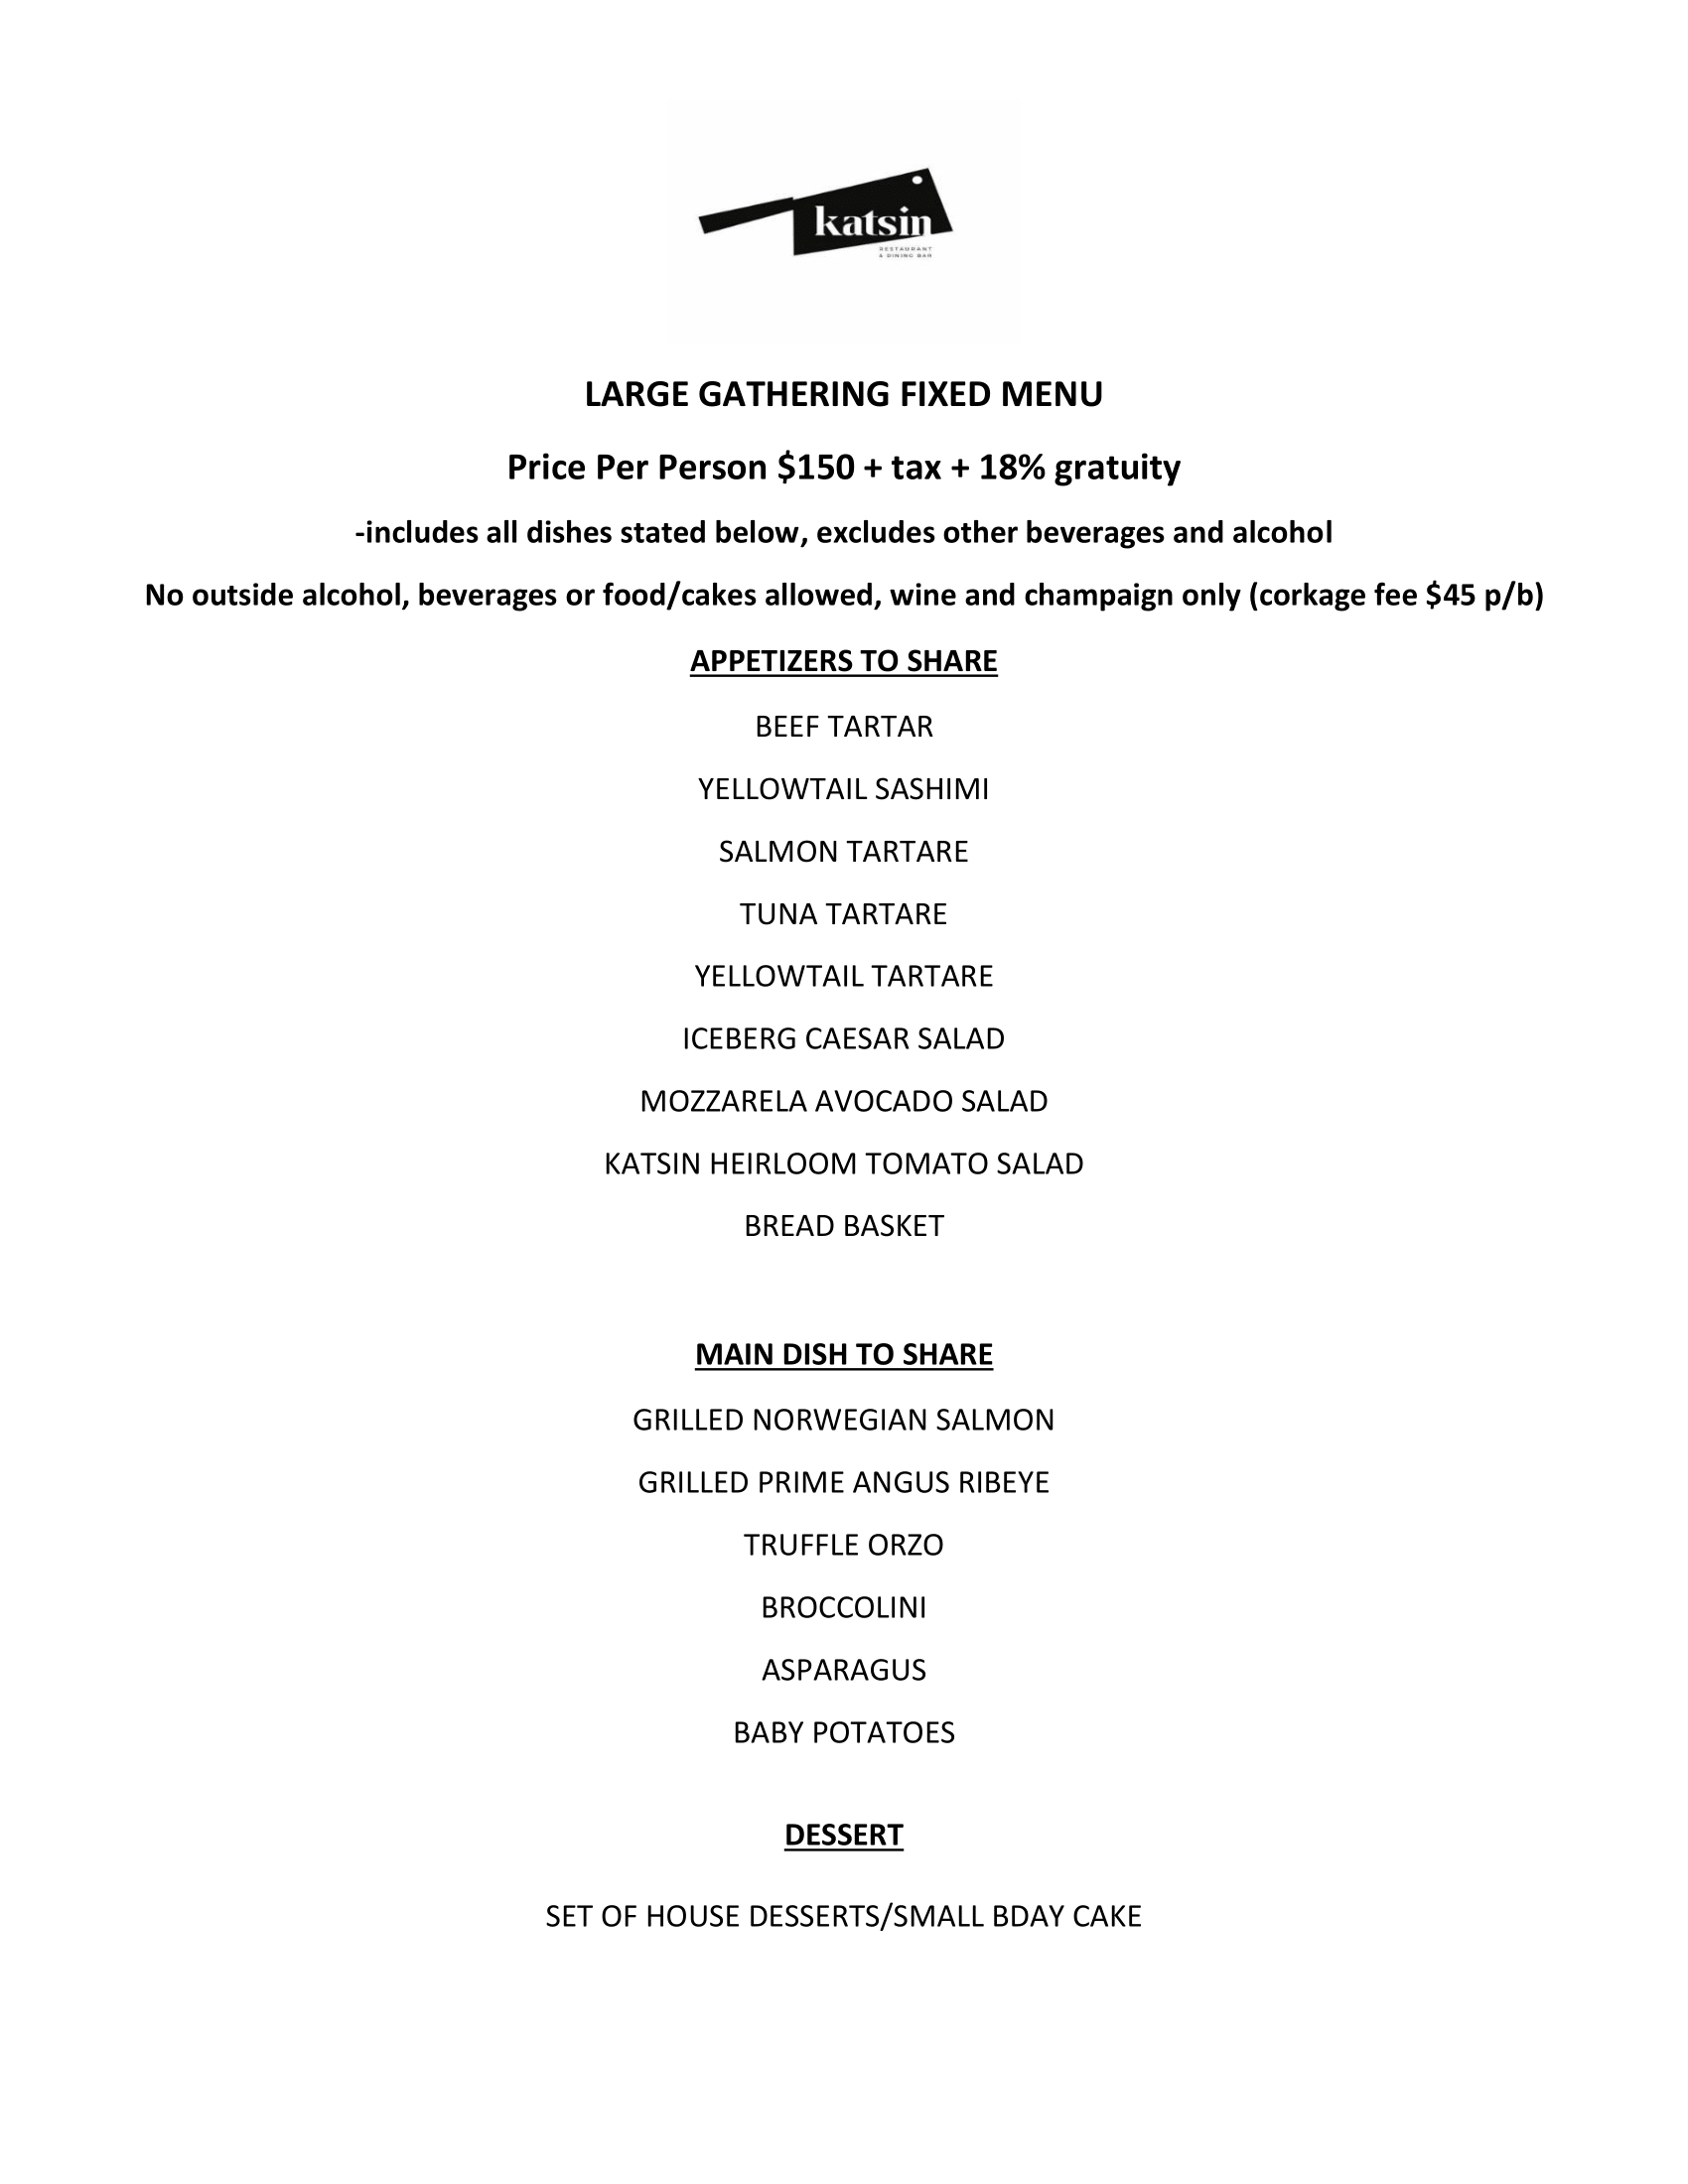 katsin
RESTAURANT
& DINING BAR
LARGE GATHERING FIXED MENU
Price Per Person $150 + tax + 18% gratuity
-includes all dishes stated below, excludes other beverages and alcohol
No outside alcohol, beverages or food/cakes allowed, wine and champaign only (corkage fee $45 p/b)
APPETIZERS TO SHARE
BEEF TARTAR
YELLOWTAIL SASHIMI
SALMON TARTARE
TUNA TARTARE
YELLOWTAIL TARTARE
ICEBERG CAESAR SALAD
MOZZARELA AVOCADO SALAD
KATSIN HEIRLOOM TOMATO SALAD
BREAD BASKET
MAIN DISH TO SHARE
GRILLED NORWEGIAN SALMON
GRILLED PRIME ANGUS RIBEYE
TRUFFLE ORZO
BROCCOLINI
ASPARAGUS
BABY POTATOES
DESSERT
SET OF HOUSE DESSERTS/SMALL BDAY CAKE